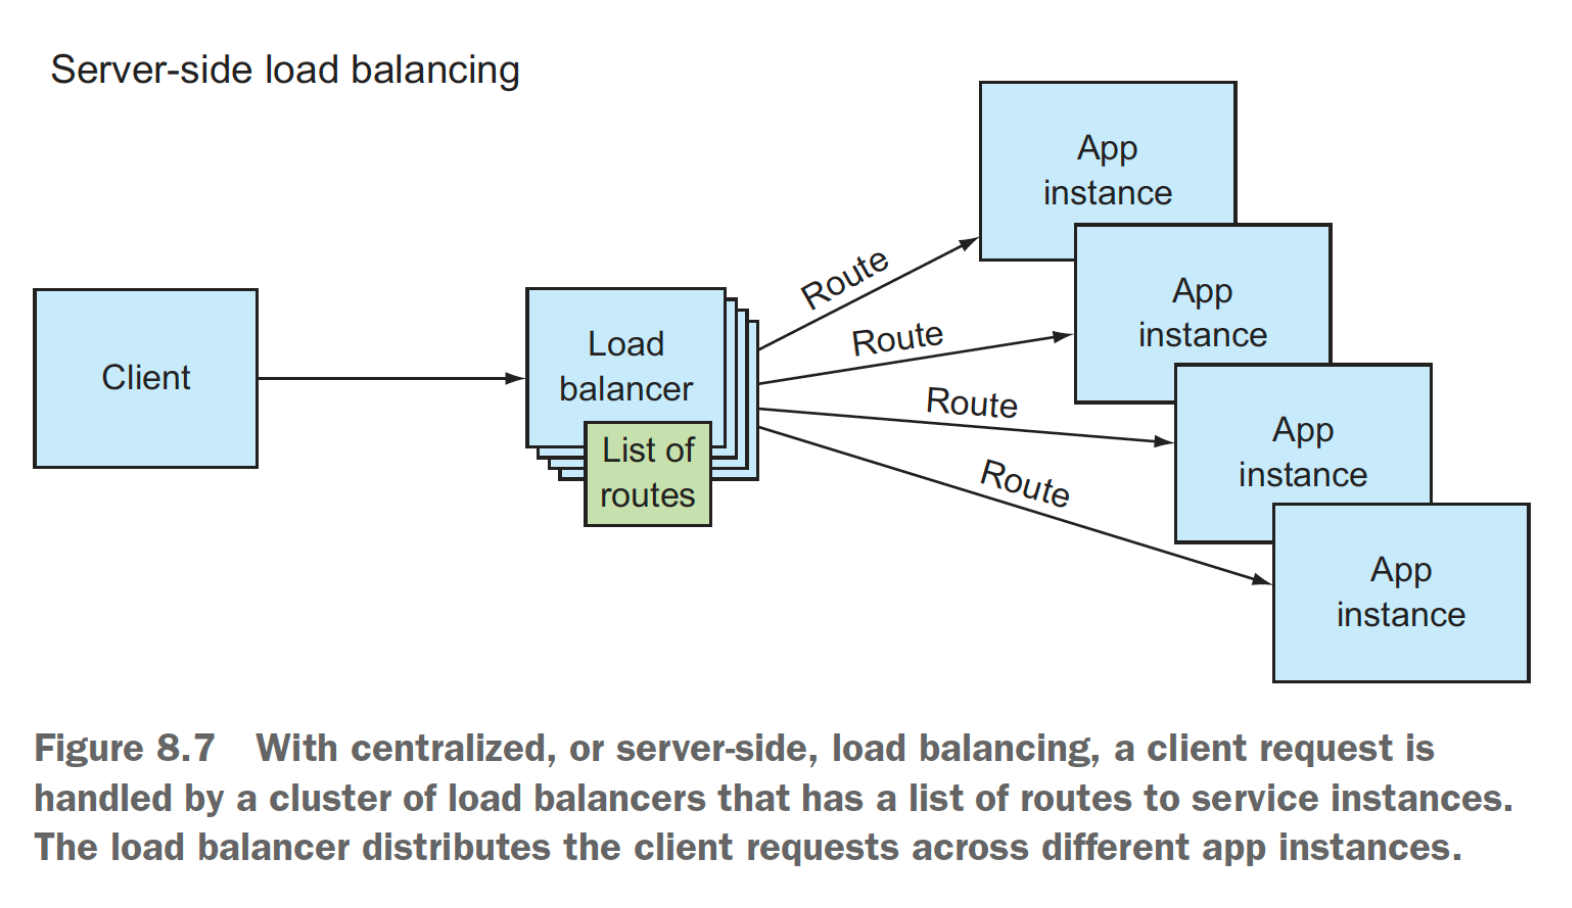 Server-side load balancing
App
instance
Route
App
instance
Route
Client
Load
balancer
Route
App
instance
List of
routes
Route
App
instance
Figure 8.7 With centralized, or server-side, load balancing, a client request is
handled by a cluster of load balancers that has a list of routes to service instances.
The load balancer distributes the client requests across different app instances.